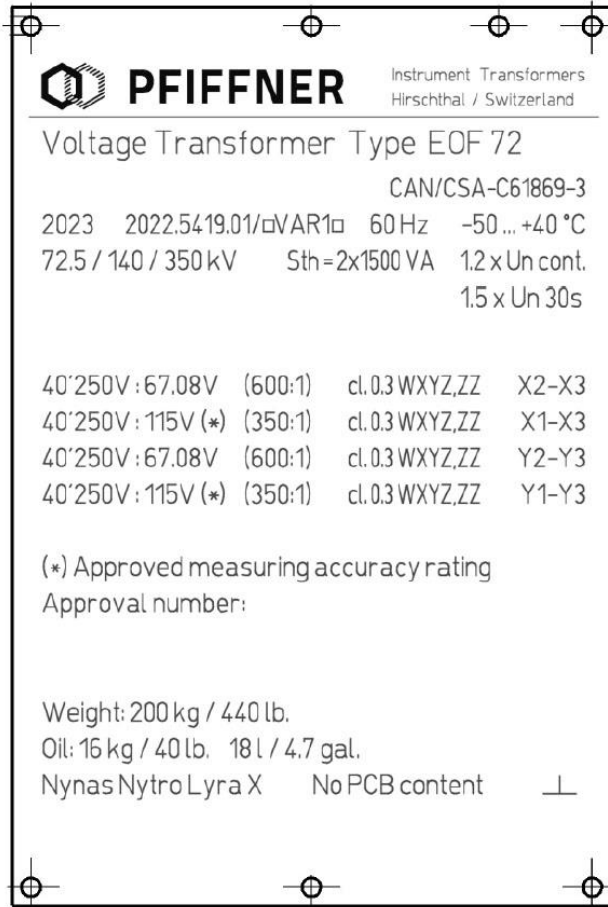 PFIFFNER
Instrument Transformers
Hirschthal / Switzerland
Voltage Transformer Type EOF 72
CAN/CSA-C61869-3
2023 2022.5419.01/□VAR1□ 60 Hz -50 ... +40 °C
72.5 / 140 / 350 kV Sth = 2x1500 VA 1.2 x Un cont.
1.5 x Un 30s
40'250V : 67.08V (600:1) cl. 0.3 WXYZ,ZZ X2-X3
40'250V : 115V (*) (350:1) cl. 0.3 WXYZ,ZZ X1-X3
40'250V : 67.08V (600:1) cl. 0.3 WXYZ,ZZ Y2-Y3
40'250V : 115V (*) (350:1) cl. 0.3 WXYZ,ZZ Y1-Y3
(*) Approved measuring accuracy rating
Approval number:
Weight: 200 kg / 440 lb.
Oil: 16 kg / 40 lb. 18 l / 4.7 gal.
Nynas Nytro Lyra X No PCB content